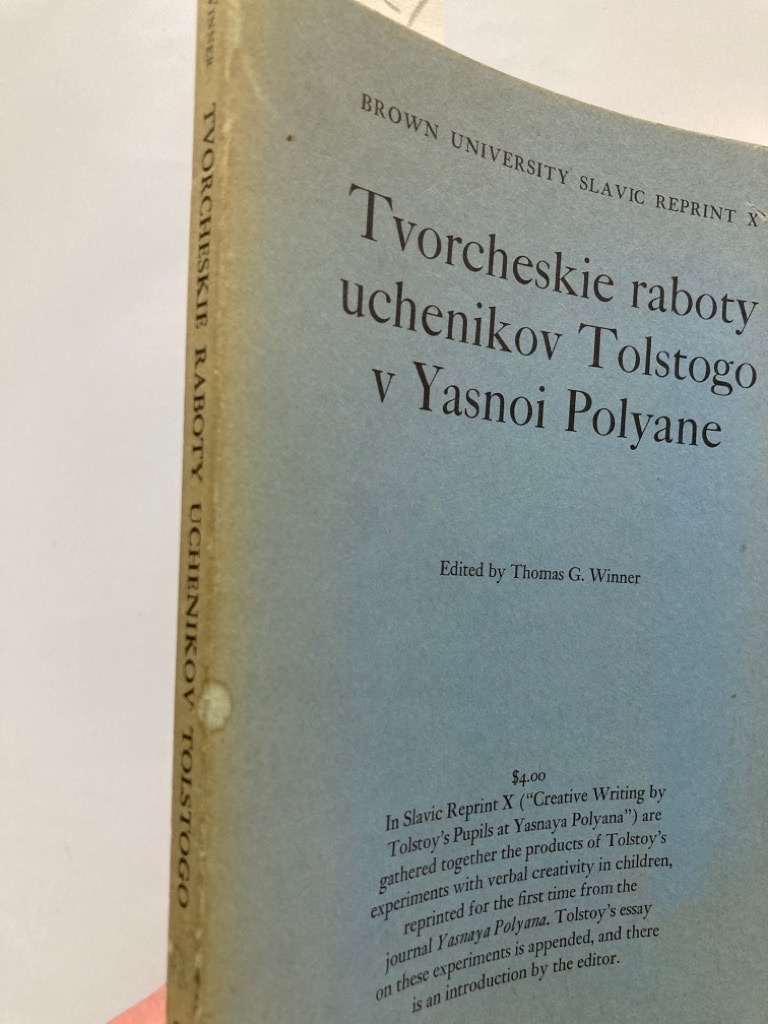 BROWN UNIVERSITY SLAVIC REPRINT X
Tvorcheskie raboty
uchenikov Tolstogo
v Yasnoi Polyane
Edited by Thomas G. Winner
$4.00
In Slavic Reprint X (“Creative Writing by
Tolstoy’s Pupils at Yasnaya Polyana”) are
gathered together the products of Tolstoy’s
experiments with verbal creativity in children,
reprinted for the first time from the
journal Yasnaya Polyana. Tolstoy’s essay
on these experiments is appended, and there
is an introduction by the editor.
WINNER TVORCHESKIE RABOTY UCHENIKOV TOLSTOGO